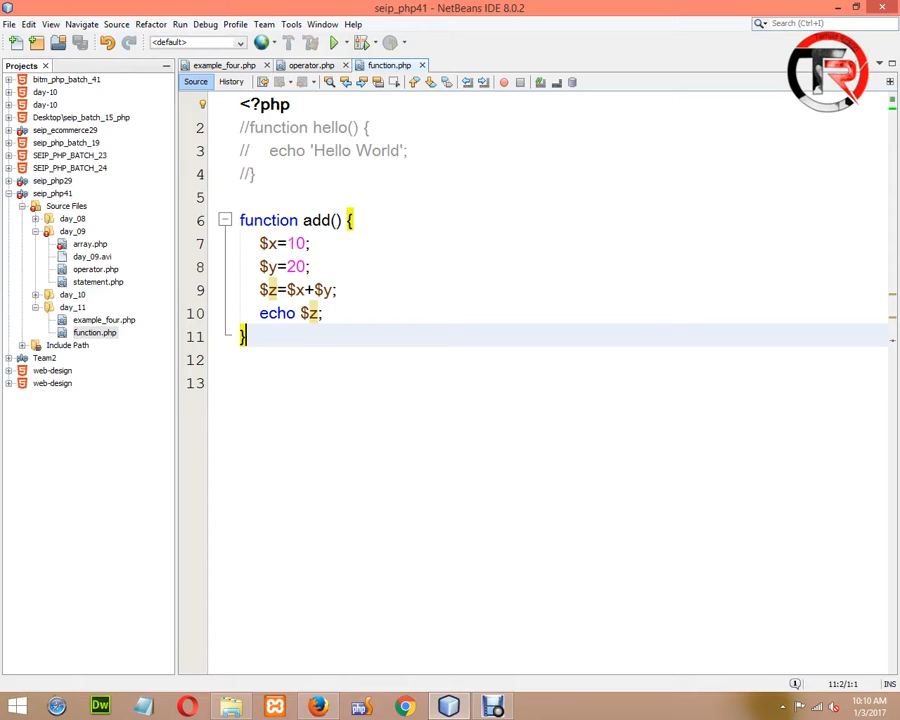 seip_php41 - NetBeans IDE 8.0.2
File Edit View Navigate Source Refactor Run Debug Profile Team Tools Window Help
Search (Ctrl+I)
<default>
Projects
example_four.php
operator.php
function.php
Source
History
bitm_php_batch_41
day-10
day-10
Desktop\seip_batch_15_php
seip_ecommerce29
seip_php_batch_19
SEIP_PHP_BATCH_23
SEIP_PHP_BATCH_24
seip_php29
seip_php41
Source Files
day_08
day_09
array.php
day_09.avi
operator.php
statement.php
day_10
day_11
example_four.php
function.php
Include Path
Team2
web-design
web-design
<?php
2 //function hello() {
3 // echo 'Hello World';
4 //}
5
6 function add() {
7 $x=10;
8 $y=20;
9 $z=$x+$y;
10 echo $z;
11 }
12
13
TR
11:2/1:1
INS
Dw
10:10 AM
1/3/2017